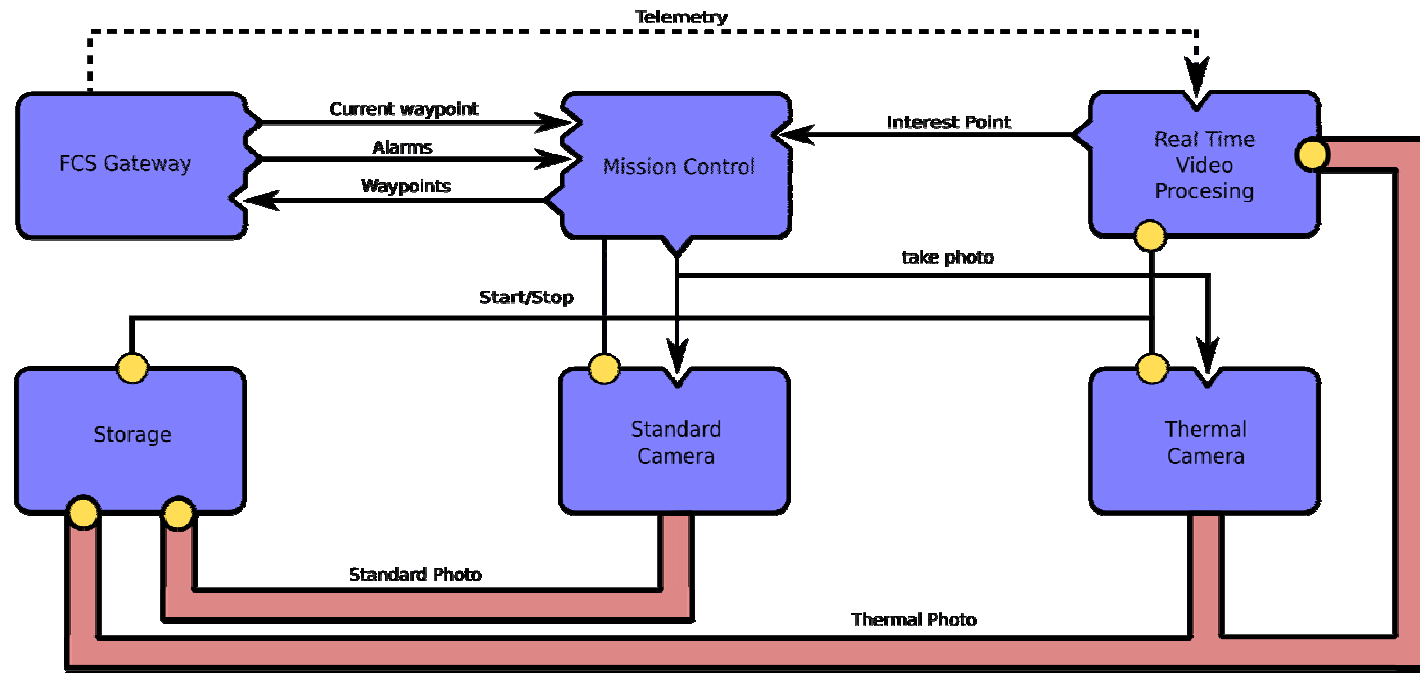 Telemetry
Current waypoint
Alarms
Waypoints
Interest Point
FCS Gateway
Mission Control
Real Time
Video
Procesing
take photo
Start/Stop
Storage
Standard
Camera
Thermal
Camera
Standard Photo
Thermal Photo